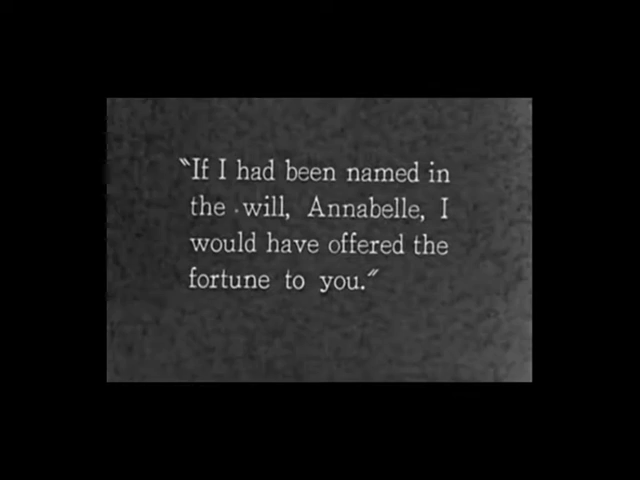 "If I had been named in
the will, Annabelle, I
would have offered the
fortune to you."